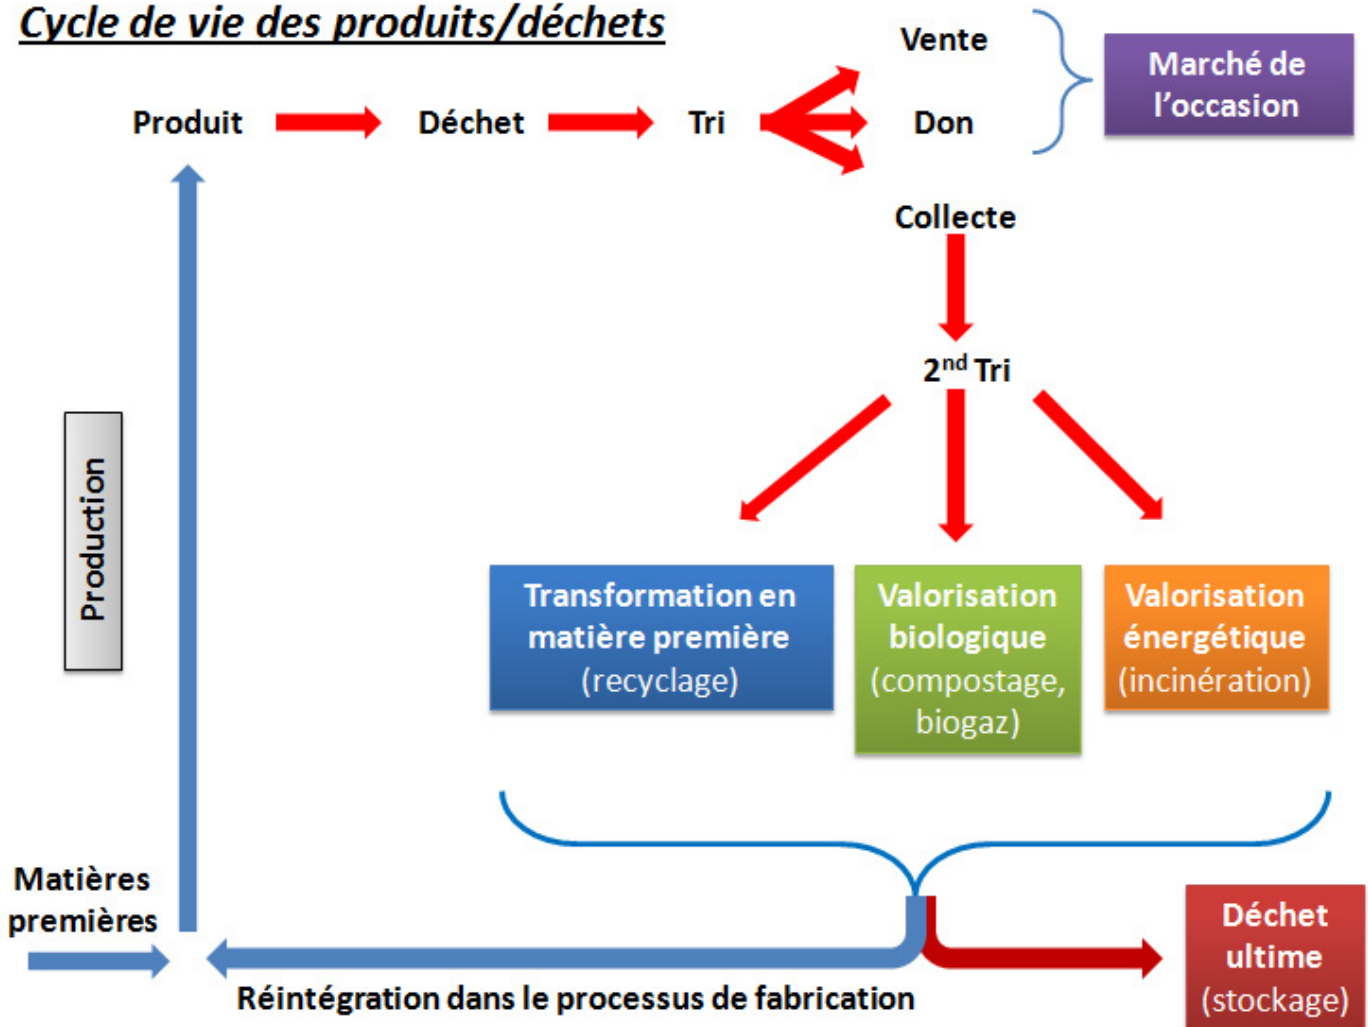 Cycle de vie des produits/déchets
Vente
Marché de
l'occasion
Produit
Déchet
Tri
Don
Collecte
2nd Tri
Production
Transformation en
matière première
(recyclage)
Valorisation
biologique
(compostage,
biogaz)
Valorisation
énergétique
(incinération)
Matières
premières
Déchet
ultime
(stockage)
Réintégration dans le processus de fabrication